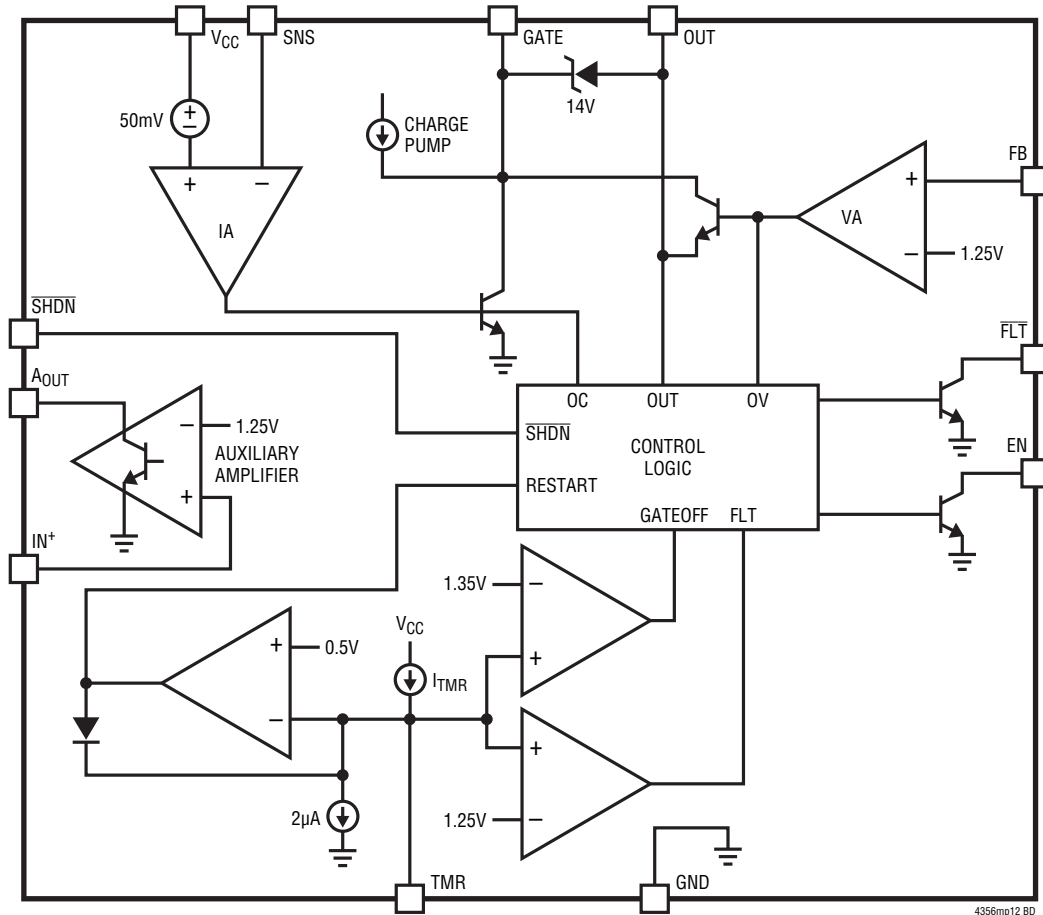 VCC
SNS
GATE
OUT
50mV
+
−
14V
CHARGE
PUMP
FB
+
−
IA
+
VA
−
1.25V
SHDN
FLT
AOUT
−
1.25V
AUXILIARY
AMPLIFIER
+
OC
OUT
OV
SHDN
CONTROL
LOGIC
RESTART
GATEOFF
FLT
EN
IN+
1.35V
−
+
VCC
ITMR
+
0.5V
−
+
2µA
1.25V
−
TMR
GND
4356mp12 BD